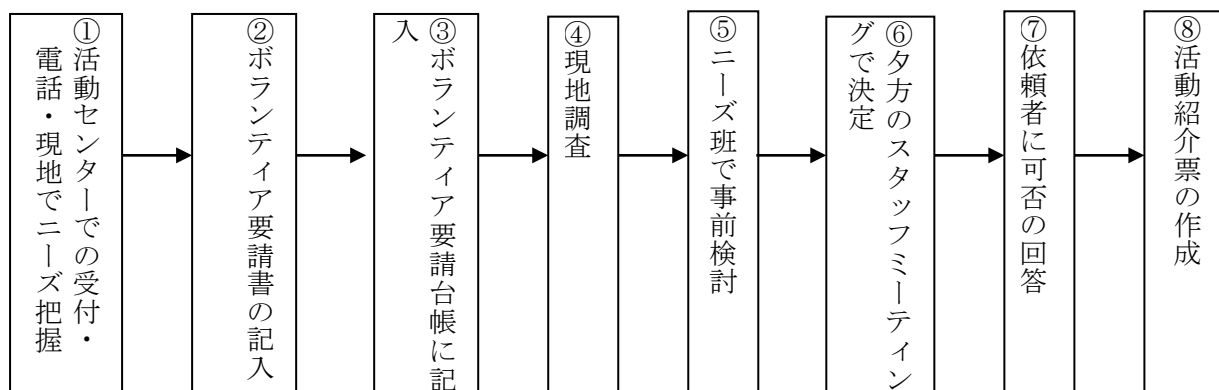 ①活動センターでの受付・
電話・現地でニーズ把握
②ボランティア要請書の記入
③ボランティア要請台帳に記
入
④現地調査
⑤ニーズ班で事前検討
⑥夕方のスタッフミーティン
グで決定
⑦依頼者に可否の回答
⑧活動紹介票の作成